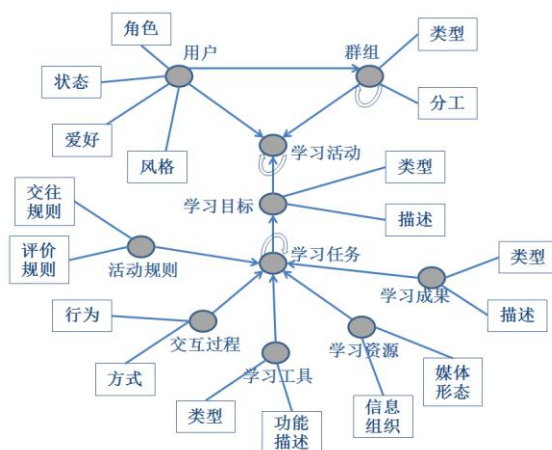 角色
用户
群组
类型
状态
分工
爱好
风格
学习活动
类型
学习目标
描述
交往
规则
评价
规则
活动规则
学习任务
类型
学习成果
描述
行为
交互过程
学习资源
方式
学习工具
媒体
形态
类型
功能
描述
信息
组织